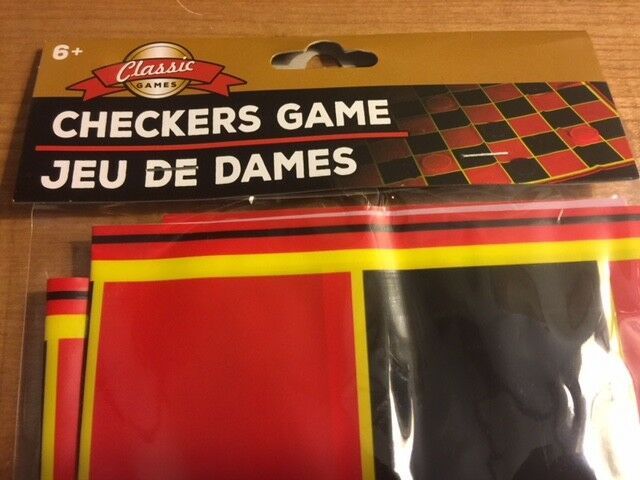 6+
Classic
GAMES
CHECKERS GAME
JEU DE DAMES